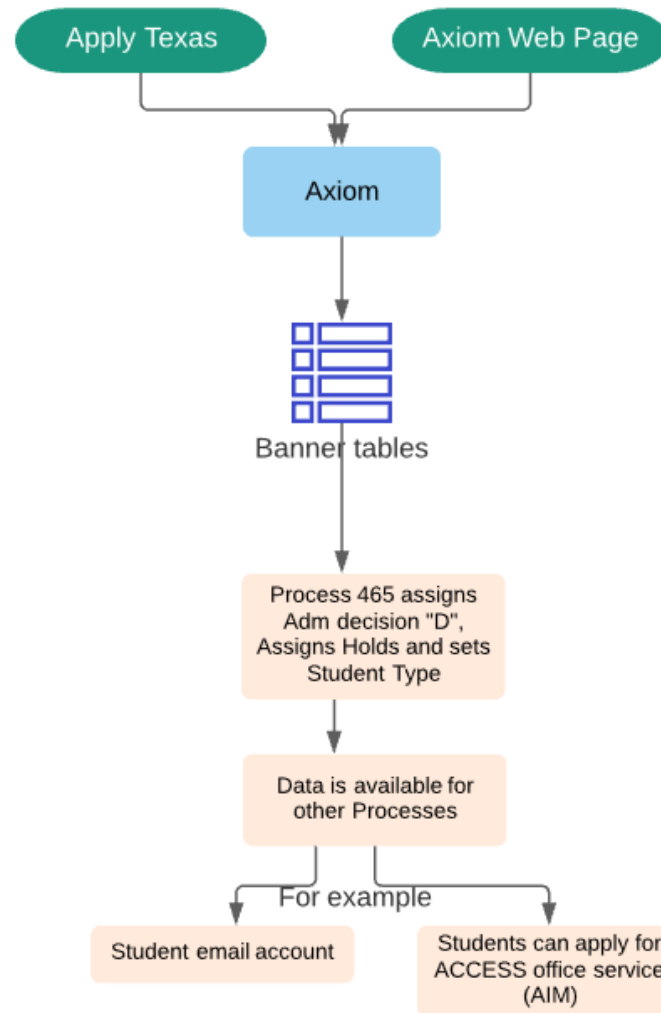 Apply Texas
Axiom Web Page
Axiom
Banner tables
Process 465 assigns
Adm decision "D",
Assigns Holds and sets
Student Type
Data is available for
other Processes
For example
Student email account
Students can apply for
ACCESS office service
(AIM)